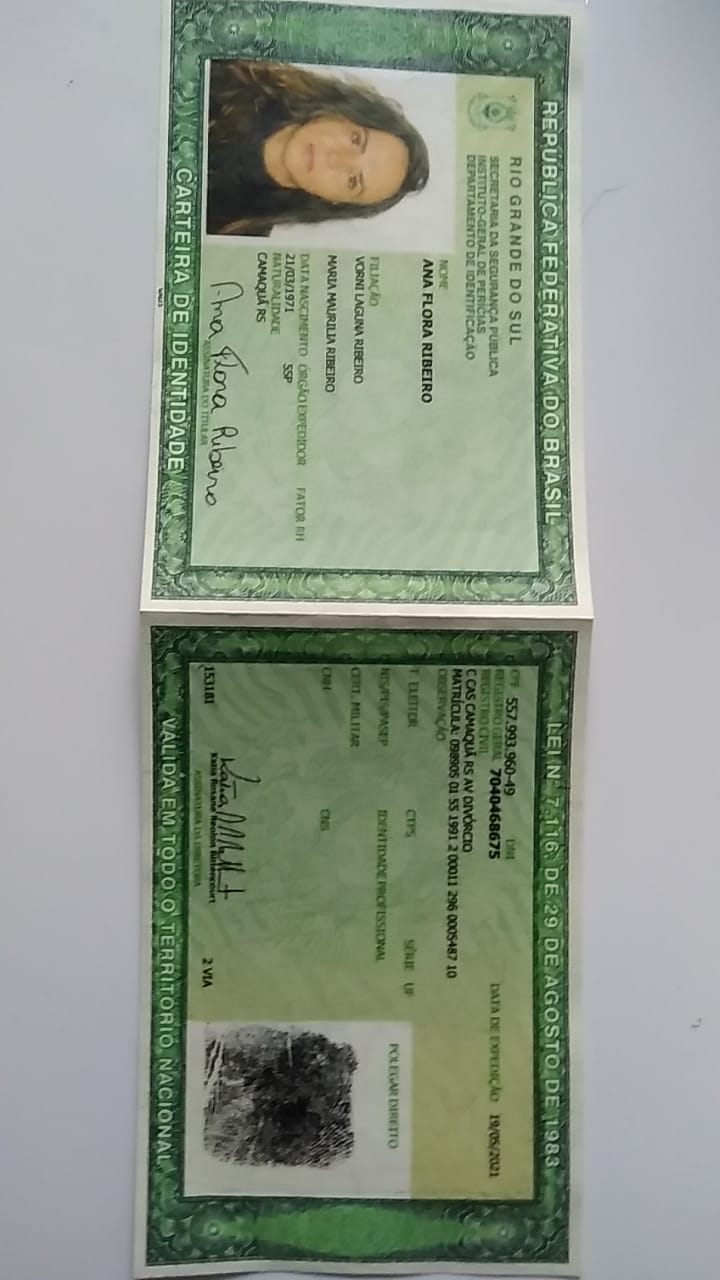 REPÚBLICA FEDERATIVA DO BRASIL
RIO GRANDE DO SUL
SECRETARIA DA SEGURANÇA PÚBLICA
INSTITUTO-GERAL DE PERÍCIAS
DEPARTAMENTO DE IDENTIFICAÇÃO
NOME
ANA FLORA RIBEIRO
FILIAÇÃO
VORNI LAGUNA RIBEIRO
MARIA MAURILIA RIBEIRO
DATA NASCIMENTO ÓRGÃO EXPEDIDOR FATOR RH
21/03/1971 SSP
NATURALIDADE
CAMAQUÃ RS
Ana Flora Ribeiro
ASSINATURA DO TITULAR
CARTEIRA DE IDENTIDADE
LEI Nº 7.116, DE 29 DE AGOSTO DE 1983
CPF 557.993.960-49 DNI
REGISTRO GERAL 7040468675 DATA DE EXPEDIÇÃO 19/05/2021
REGISTRO CIVIL
C CAS CAMAQUÃ RS AV DIVÓRCIO
MATRÍCULA: 098905 01 55 1991 2 00011 296 0005487 10
OBSERVAÇÃO
T. ELEITOR CTPS SÉRIE UF
NIS/PIS/PASEP IDENTIDADE PROFISSIONAL
CERT. MILITAR
CNH CNS
POLEGAR DIREITO
153181 2 VIA
ASSINATURA DA DIRETORA
VÁLIDA EM TODO O TERRITÓRIO NACIONAL